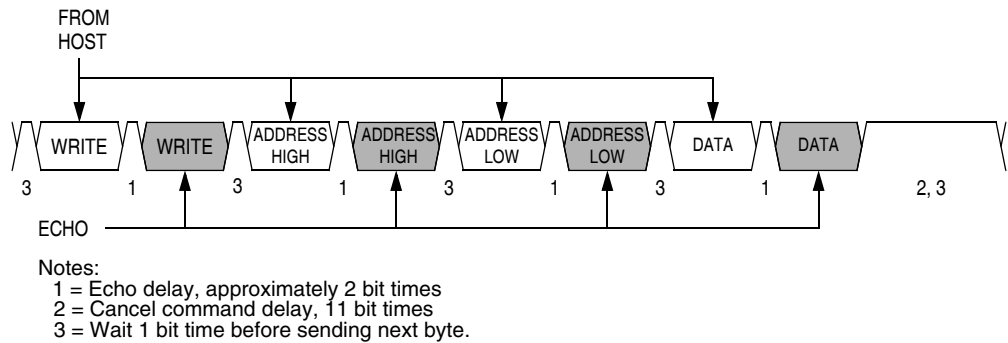 FROM
HOST
WRITE WRITE ADDRESS HIGH ADDRESS HIGH ADDRESS LOW ADDRESS LOW DATA DATA
3 1 3 1 3 1 3 1 2, 3
ECHO
Notes:
1 = Echo delay, approximately 2 bit times
2 = Cancel command delay, 11 bit times
3 = Wait 1 bit time before sending next byte.